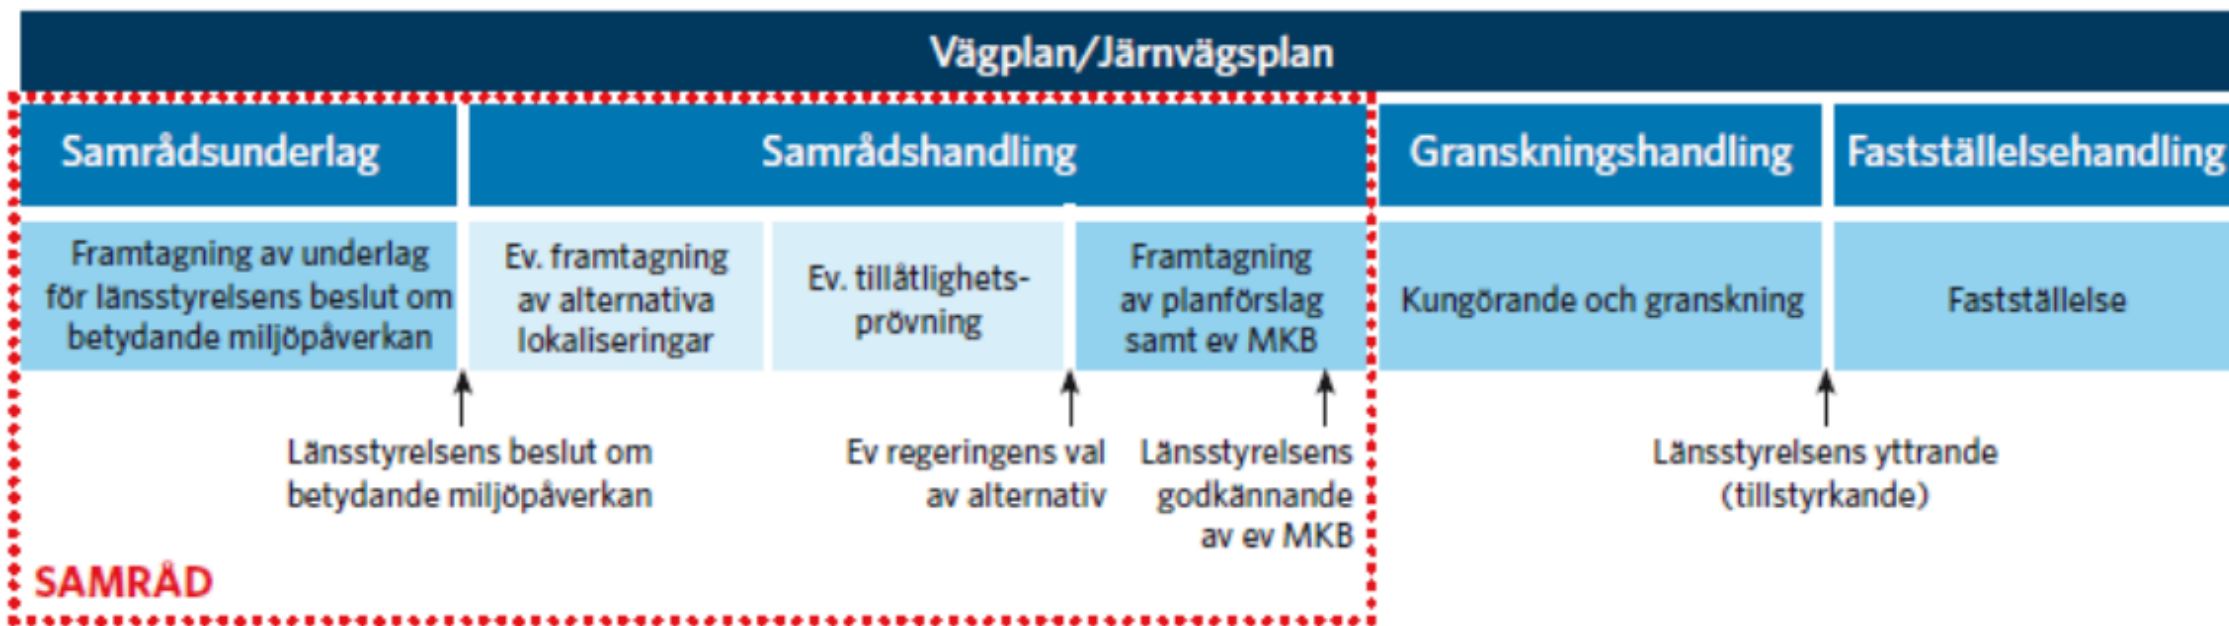 Vägplan/Järnvägsplan
Samrådsunderlag
Samrådshandling
Granskningshandling
Fastställelsehandling
Framtagning av underlag
för länsstyrelsens beslut om
betydande miljöpåverkan
Ev. framtagning
av alternativa
lokaliseringar
Ev. tillåtlighets-
prövning
Framtagning
av planförslag
samt ev MKB
Kungörande och granskning
Fastställelse
Länsstyrelsens beslut om
betydande miljöpåverkan
Ev regeringens val
av alternativ
Länsstyrelsens
godkännande
av ev MKB
Länsstyrelsens yttrande
(tillstyrkande)
SAMRÅD